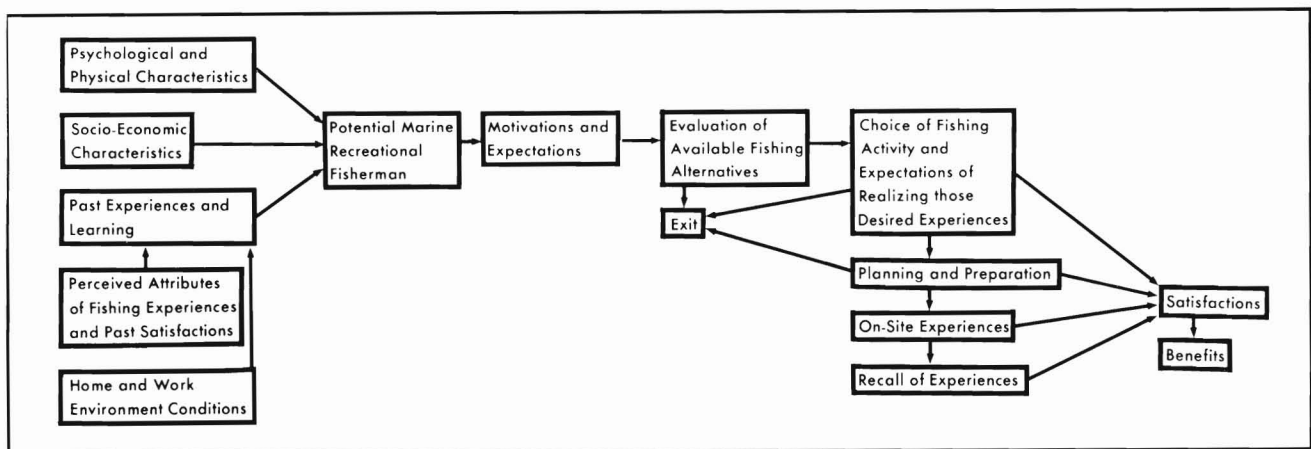 Psychological and
Physical Characteristics
Socio-Economic
Characteristics
Past Experiences and
Learning
Perceived Attributes
of Fishing Experiences
and Past Satisfactions
Home and Work
Environment Conditions
Potential Marine
Recreational
Fisherman
Motivations and
Expectations
Evaluation of
Available Fishing
Alternatives
Exit
Choice of Fishing
Activity and
Expectations of
Realizing those
Desired Experiences
Planning and Preparation
On-Site Experiences
Recall of Experiences
Satisfactions
Benefits